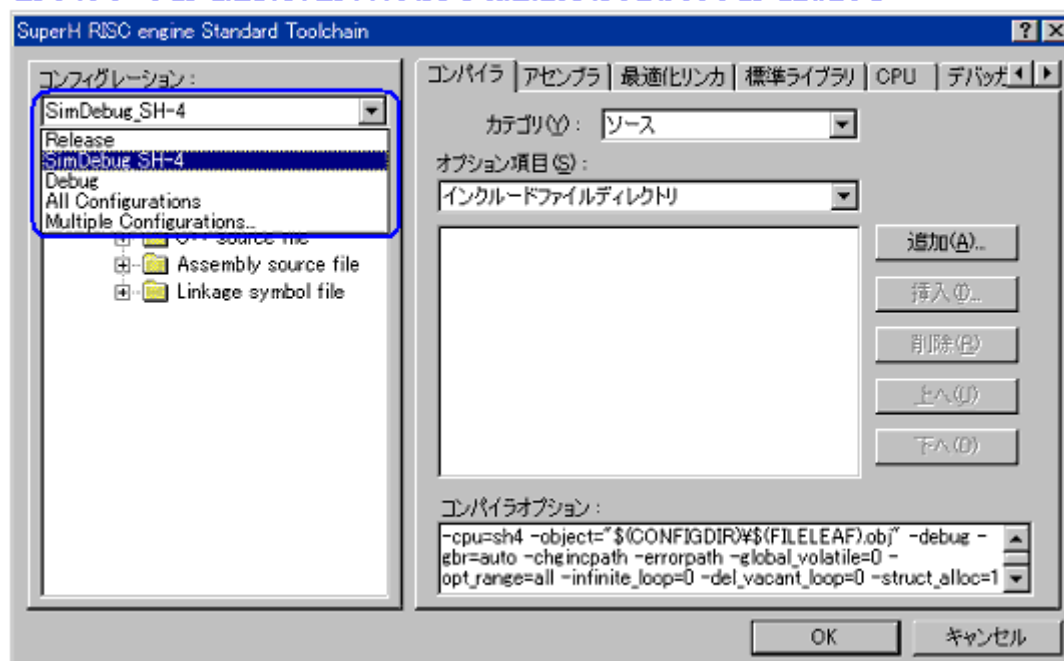 SuperH RISC engine Standard Toolchain
コンフィグレーション :
SimDebug_SH-4
Release
SimDebug_SH-4
Debug
All Configurations
Multiple Configurations...
C++ source file
Assembly source file
Linkage symbol file
コンパイラ
アセンブラ
最適化リンカ
標準ライブラリ
CPU
デバッガ
カテゴリ(Y) :
ソース
オプション項目(S) :
インクルードファイルディレクトリ
追加(A)...
挿入(I)...
削除(R)
上へ(U)
下へ(D)
コンパイラオプション :
-cpu=sh4 -object="$(CONFIGDIR)¥$(FILELEAF).obj" -debug -
gbr=auto -chgincpath -errorpath -global_volatile=0 -
opt_range=all -infinite_loop=0 -del_vacant_loop=0 -struct_alloc=1
OK
キャンセル